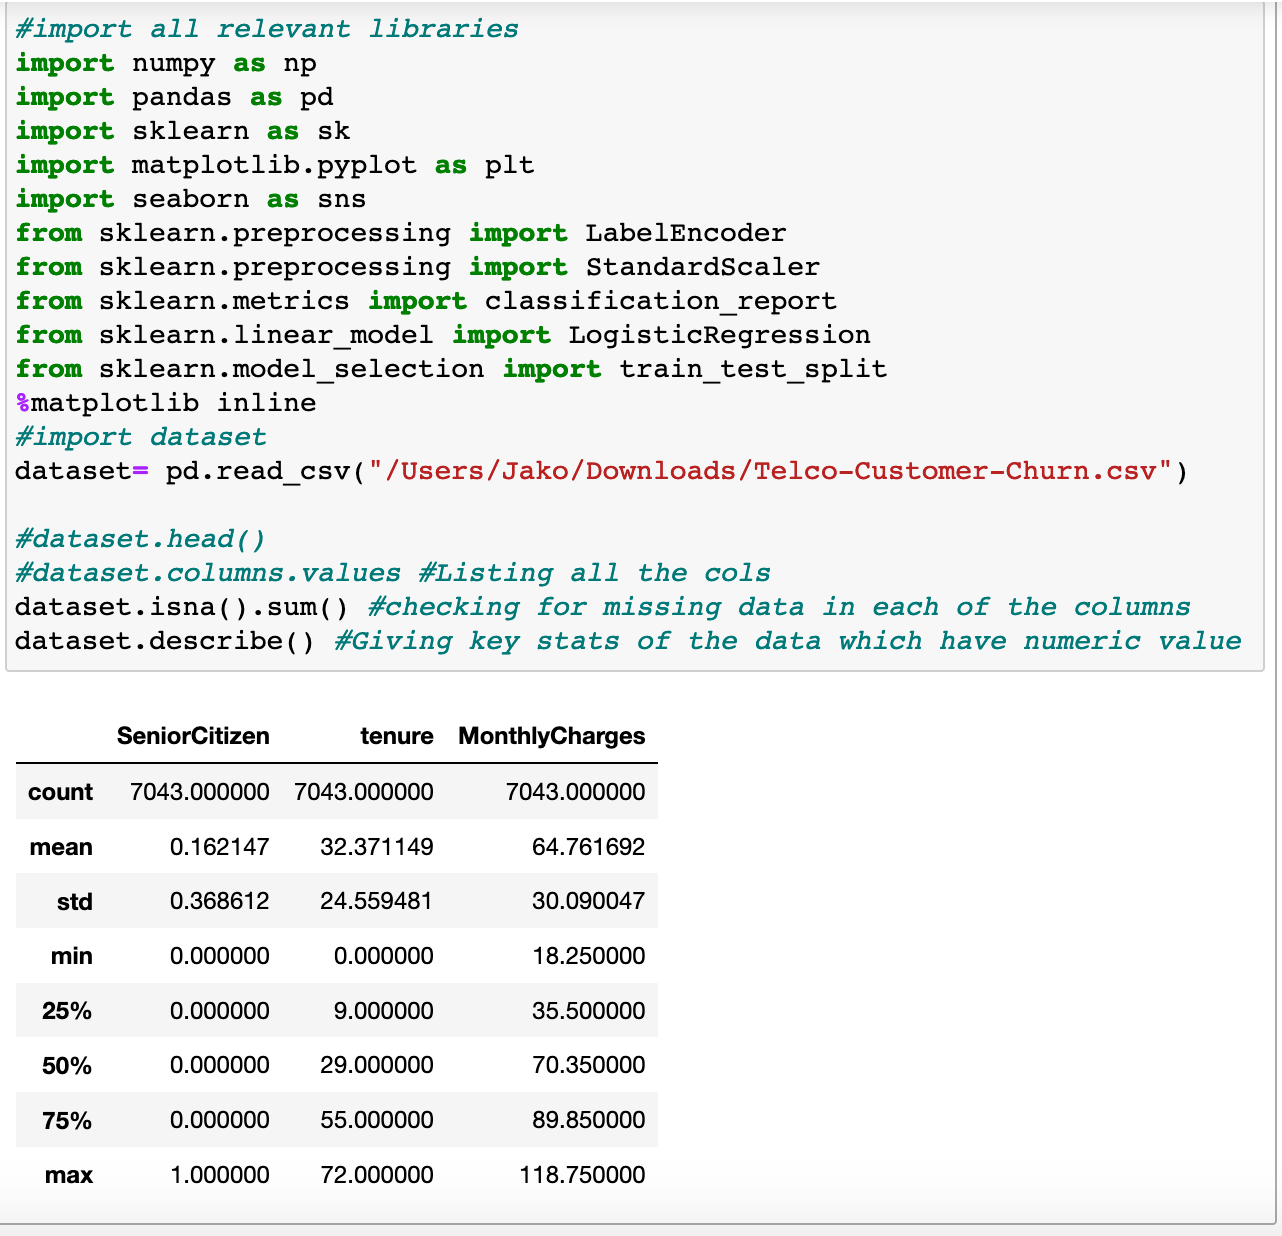 #import all relevant libraries
import numpy as np
import pandas as pd
import sklearn as sk
import matplotlib.pyplot as plt
import seaborn as sns
from sklearn.preprocessing import LabelEncoder
from sklearn.preprocessing import StandardScaler
from sklearn.metrics import classification_report
from sklearn.linear_model import LogisticRegression
from sklearn.model_selection import train_test_split
%matplotlib inline
#import dataset
dataset= pd.read_csv("/Users/Jako/Downloads/Telco-Customer-Churn.csv")
#dataset.head()
#dataset.columns.values #Listing all the cols
dataset.isna().sum() #checking for missing data in each of the columns
dataset.describe() #Giving key stats of the data which have numeric value
SeniorCitizen tenure MonthlyCharges
count 7043.000000 7043.000000 7043.000000
mean 0.162147 32.371149 64.761692
std 0.368612 24.559481 30.090047
min 0.000000 0.000000 18.250000
25% 0.000000 9.000000 35.500000
50% 0.000000 29.000000 70.350000
75% 0.000000 55.000000 89.850000
max 1.000000 72.000000 118.750000